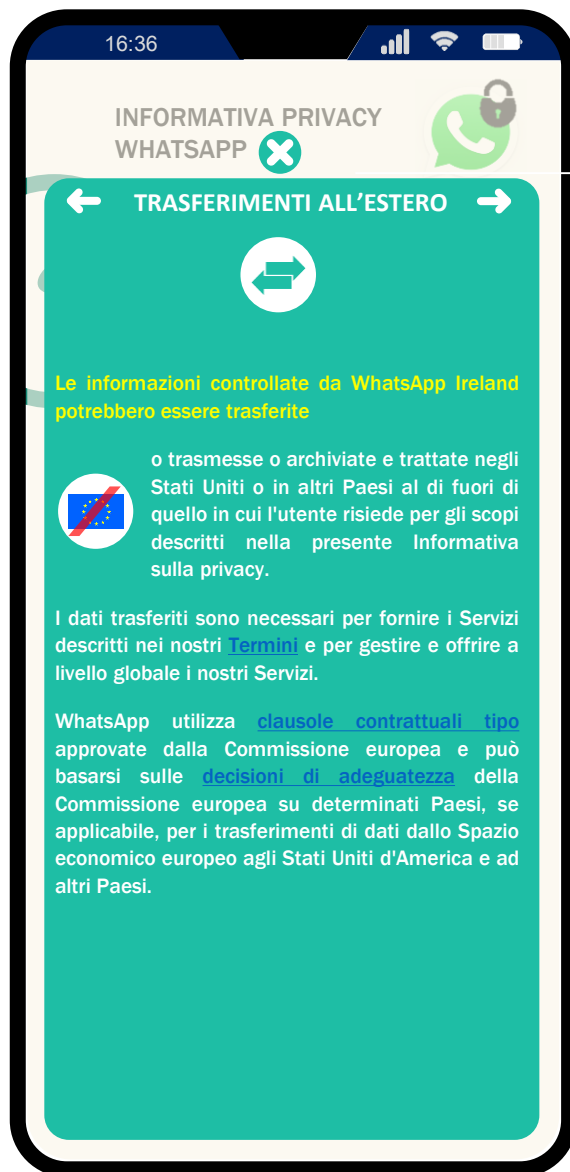 16:36
INFORMATIVA PRIVACY
WHATSAPP
TRASFERIMENTI ALL'ESTERO
Le informazioni controllate da WhatsApp Ireland
potrebbero essere trasferite
o trasmesse o archiviate e trattate negli
Stati Uniti o in altri Paesi al di fuori di
quello in cui l'utente risiede per gli scopi
descritti nella presente Informativa
sulla privacy.
I dati trasferiti sono necessari per fornire i Servizi
descritti nei nostri Termini e per gestire e offrire a
livello globale i nostri Servizi.
WhatsApp utilizza clausole contrattuali tipo
approvate dalla Commissione europea e può
basarsi sulle decisioni di adeguatezza della
Commissione europea su determinati Paesi, se
applicabile, per i trasferimenti di dati dallo Spazio
economico europeo agli Stati Uniti d'America e ad
altri Paesi.